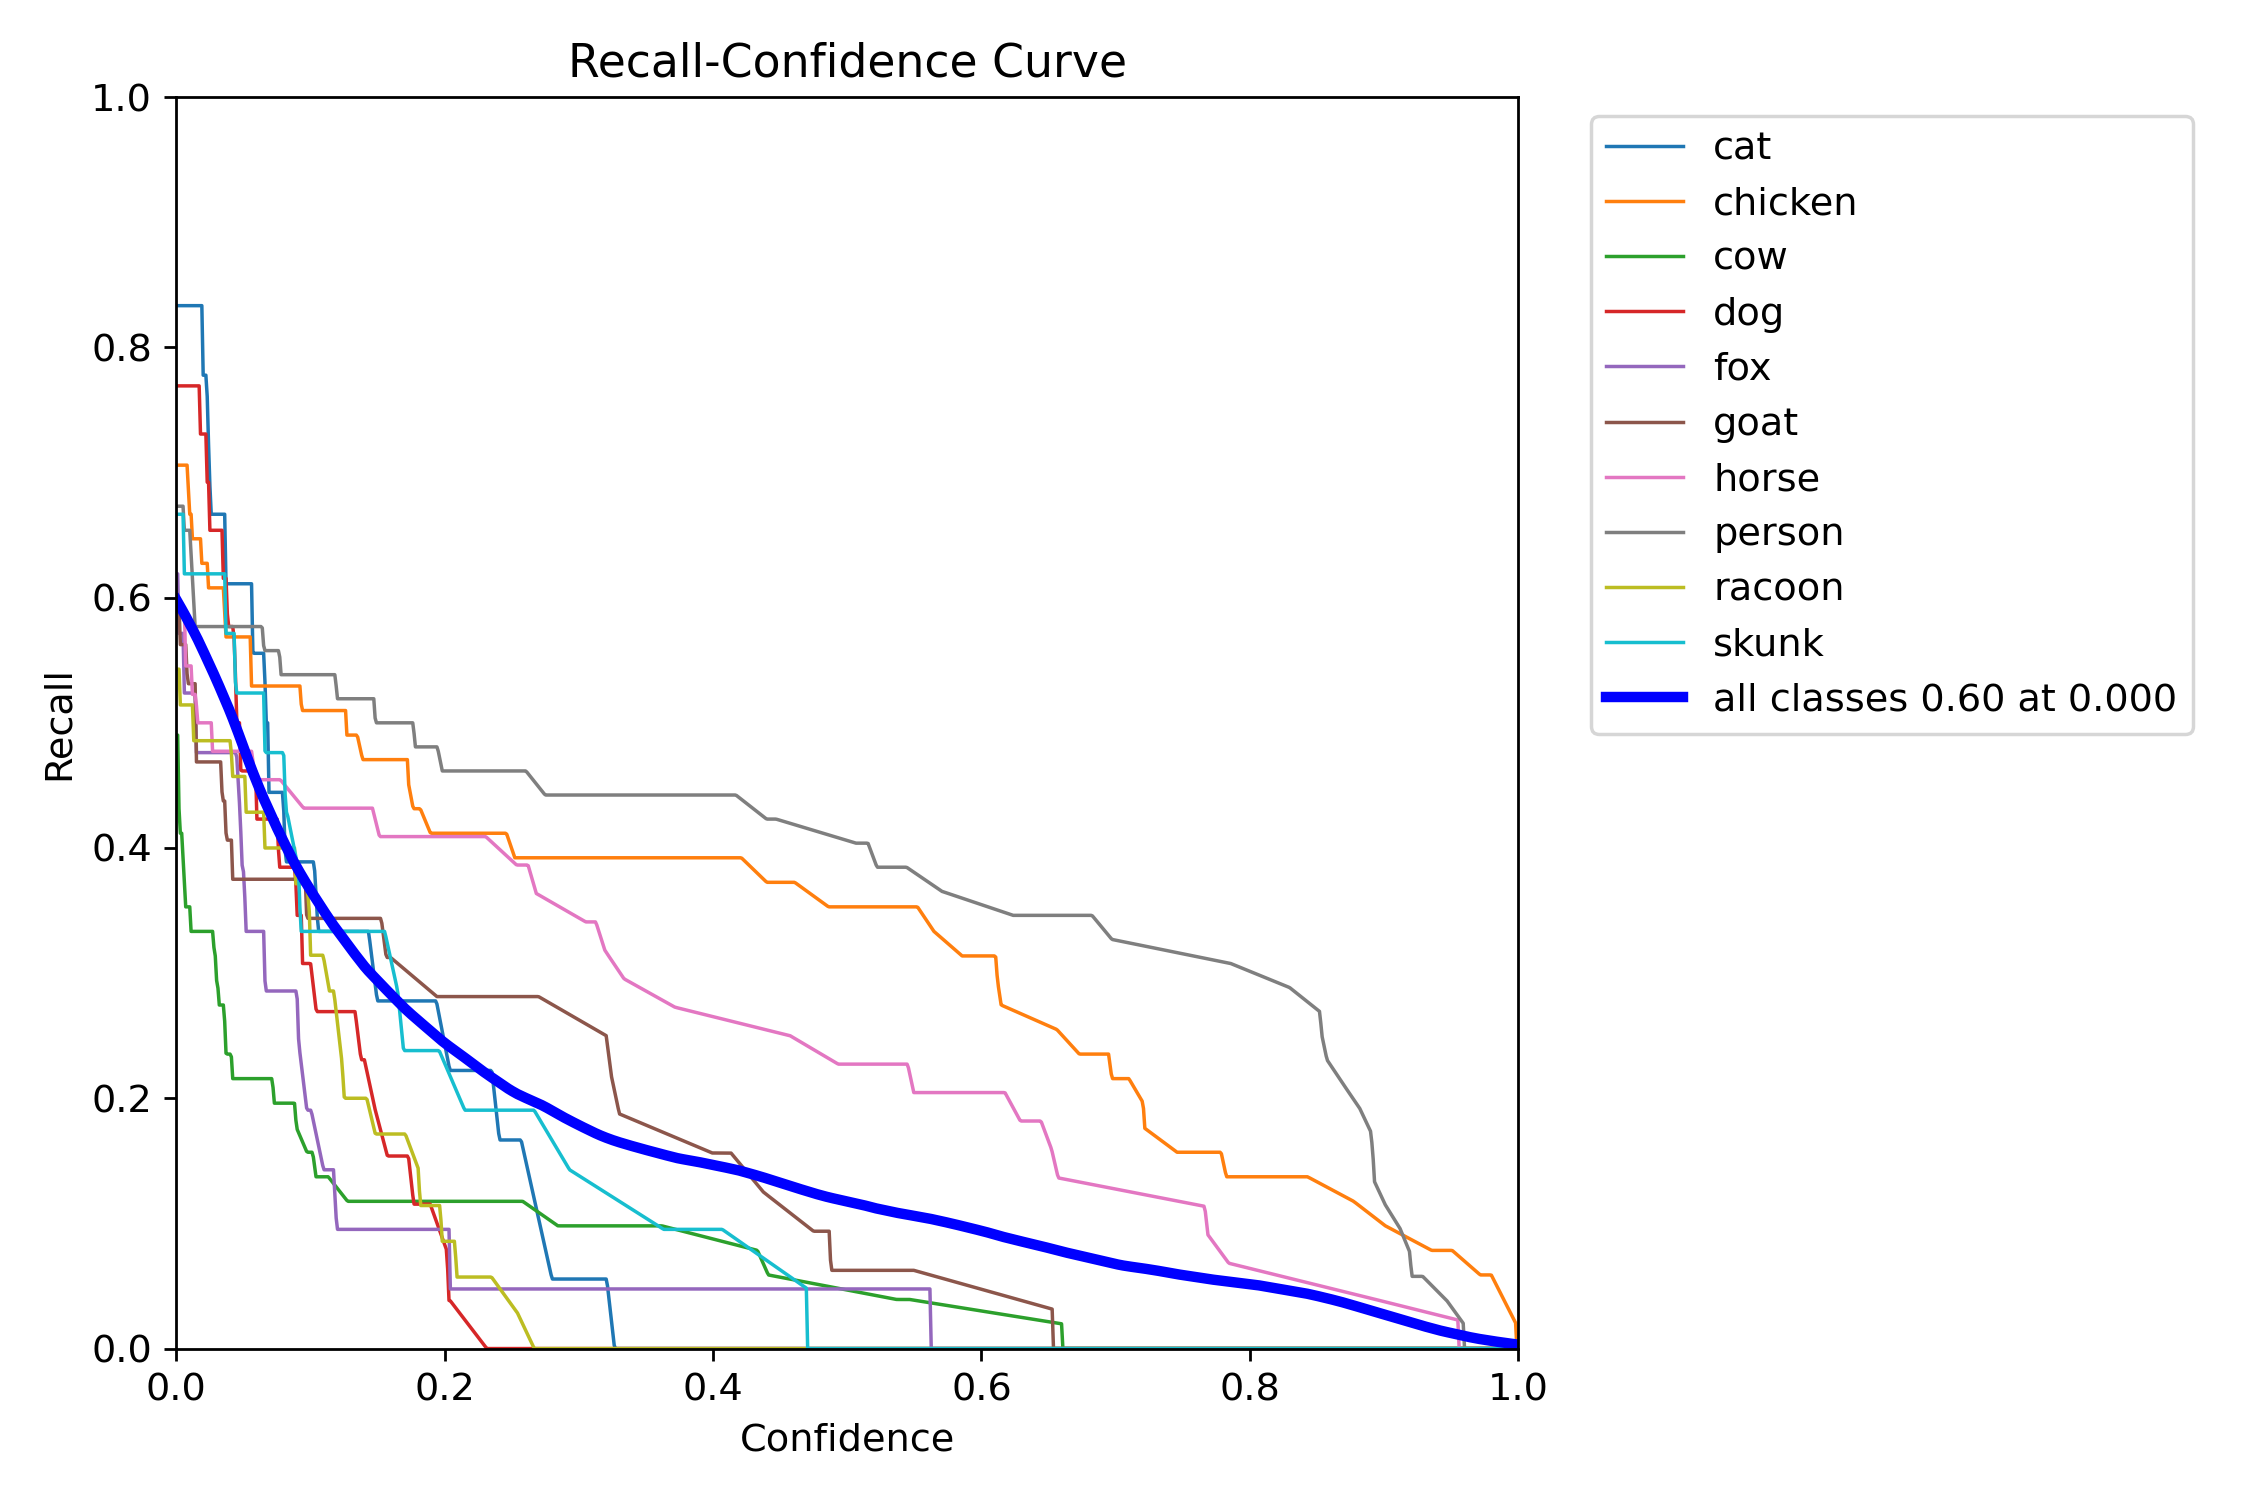 Recall-Confidence Curve
1.0
0.8
0.6
0.4
0.2
0.0
Recall
0.0 0.2 0.4 0.6 0.8 1.0
Confidence
cat
chicken
cow
dog
fox
goat
horse
person
racoon
skunk
all classes 0.60 at 0.000